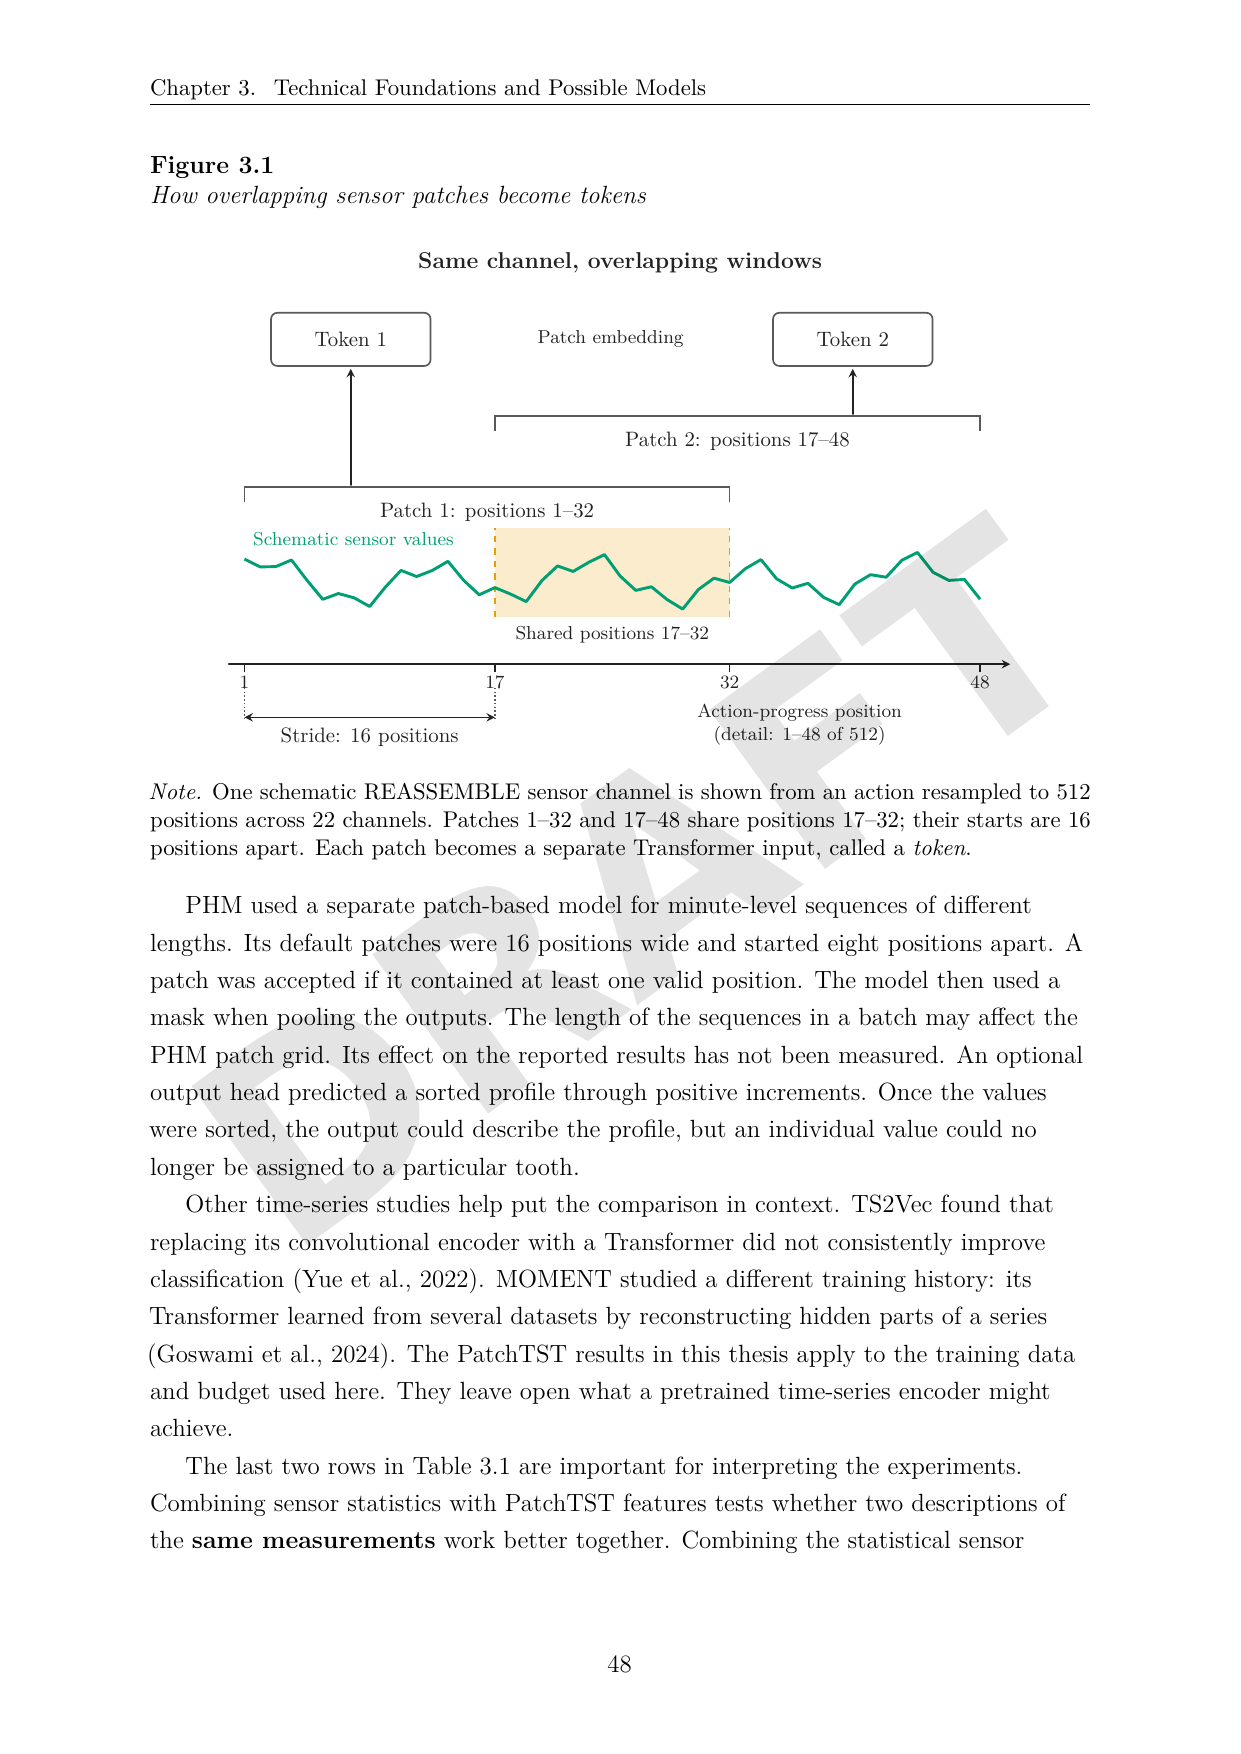 Chapter 3. Technical Foundations and Possible Models
Figure 3.1
How overlapping sensor patches become tokens
Same channel, overlapping windows
Token 1
Patch embedding
Token 2
Patch 2: positions 17–48
Patch 1: positions 1–32
Schematic sensor values
Shared positions 17–32
1
17
32
48
Action-progress position
(detail: 1–48 of 512)
Stride: 16 positions
Note. One schematic REASSEMBLE sensor channel is shown from an action resampled to 512
positions across 22 channels. Patches 1–32 and 17–48 share positions 17–32; their starts are 16
positions apart. Each patch becomes a separate Transformer input, called a token.
PHM used a separate patch-based model for minute-level sequences of different
lengths. Its default patches were 16 positions wide and started eight positions apart. A
patch was accepted if it contained at least one valid position. The model then used a
mask when pooling the outputs. The length of the sequences in a batch may affect the
PHM patch grid. Its effect on the reported results has not been measured. An optional
output head predicted a sorted profile through positive increments. Once the values
were sorted, the output could describe the profile, but an individual value could no
longer be assigned to a particular tooth.
Other time-series studies help put the comparison in context. TS2Vec found that
replacing its convolutional encoder with a Transformer did not consistently improve
classification (Yue et al., 2022). MOMENT studied a different training history: its
Transformer learned from several datasets by reconstructing hidden parts of a series
(Goswami et al., 2024). The PatchTST results in this thesis apply to the training data
and budget used here. They leave open what a pretrained time-series encoder might
achieve.
The last two rows in Table 3.1 are important for interpreting the experiments.
Combining sensor statistics with PatchTST features tests whether two descriptions of
the same measurements work better together. Combining the statistical sensor
48
DRAFT